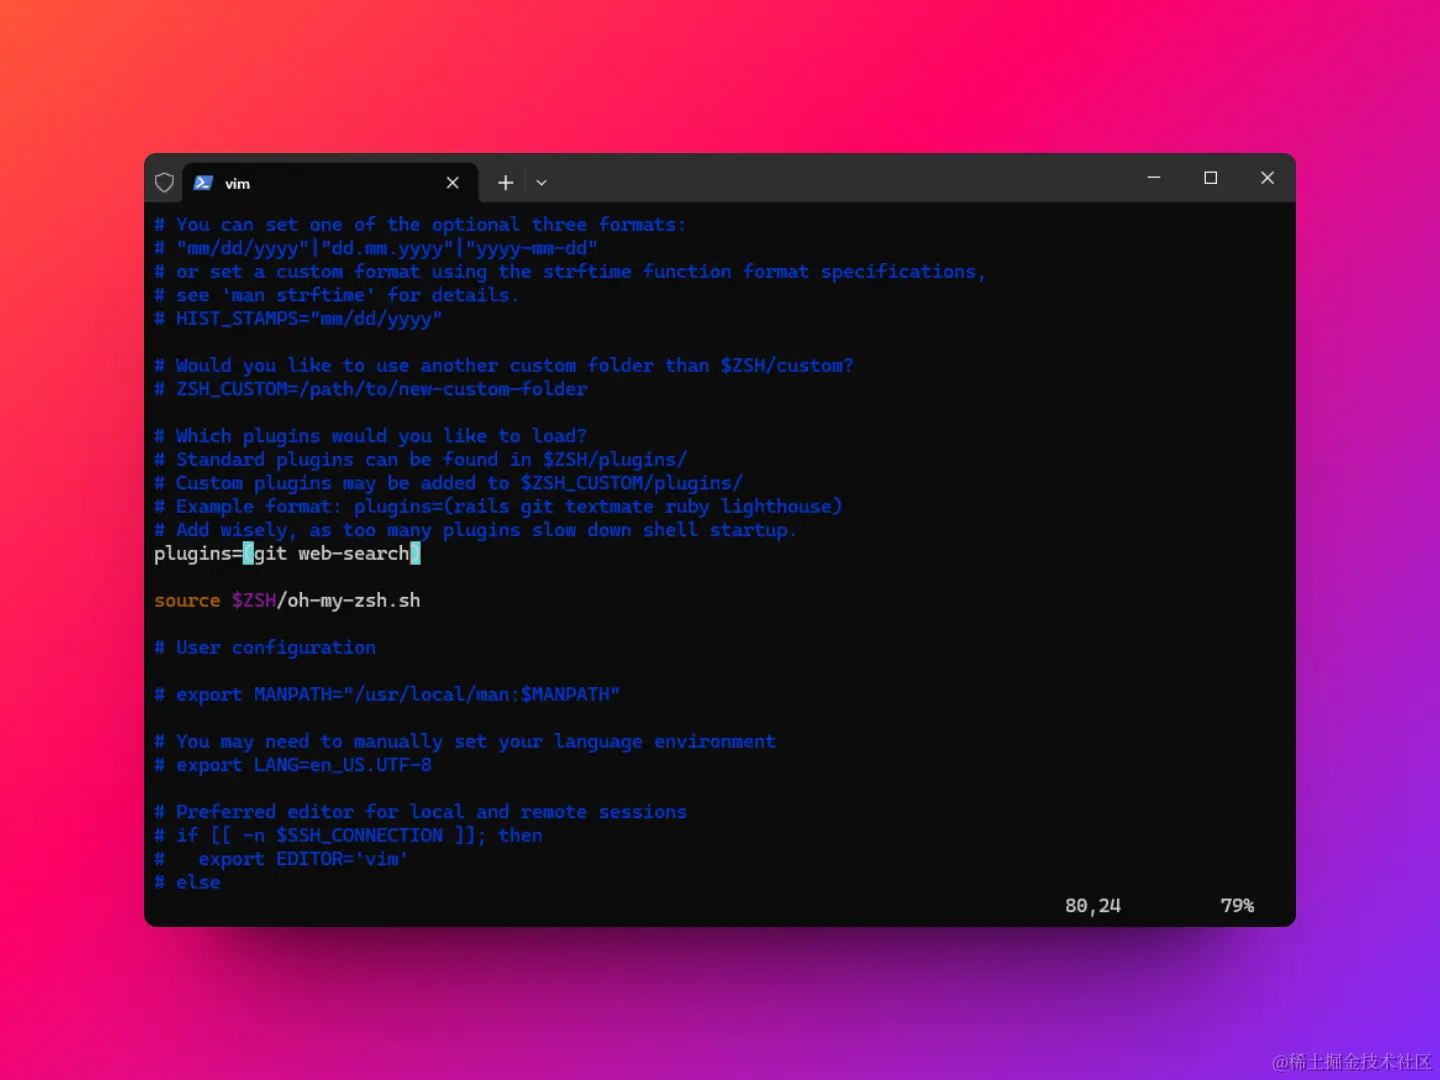 vim
# You can set one of the optional three formats:
# "mm/dd/yyyy"|"dd.mm.yyyy"|"yyyy-mm-dd"
# or set a custom format using the strftime function format specifications,
# see 'man strftime' for details.
# HIST_STAMPS="mm/dd/yyyy"
# Would you like to use another custom folder than $ZSH/custom?
# ZSH_CUSTOM=/path/to/new-custom-folder
# Which plugins would you like to load?
# Standard plugins can be found in $ZSH/plugins/
# Custom plugins may be added to $ZSH_CUSTOM/plugins/
# Example format: plugins=(rails git textmate ruby lighthouse)
# Add wisely, as too many plugins slow down shell startup.
plugins=(git web-search)
source $ZSH/oh-my-zsh.sh
# User configuration
# export MANPATH="/usr/local/man:$MANPATH"
# You may need to manually set your language environment
# export LANG=en_US.UTF-8
# Preferred editor for local and remote sessions
# if [[ -n $SSH_CONNECTION ]]; then
#   export EDITOR='vim'
# else
80,24 79%
@稀土掘金技术社区